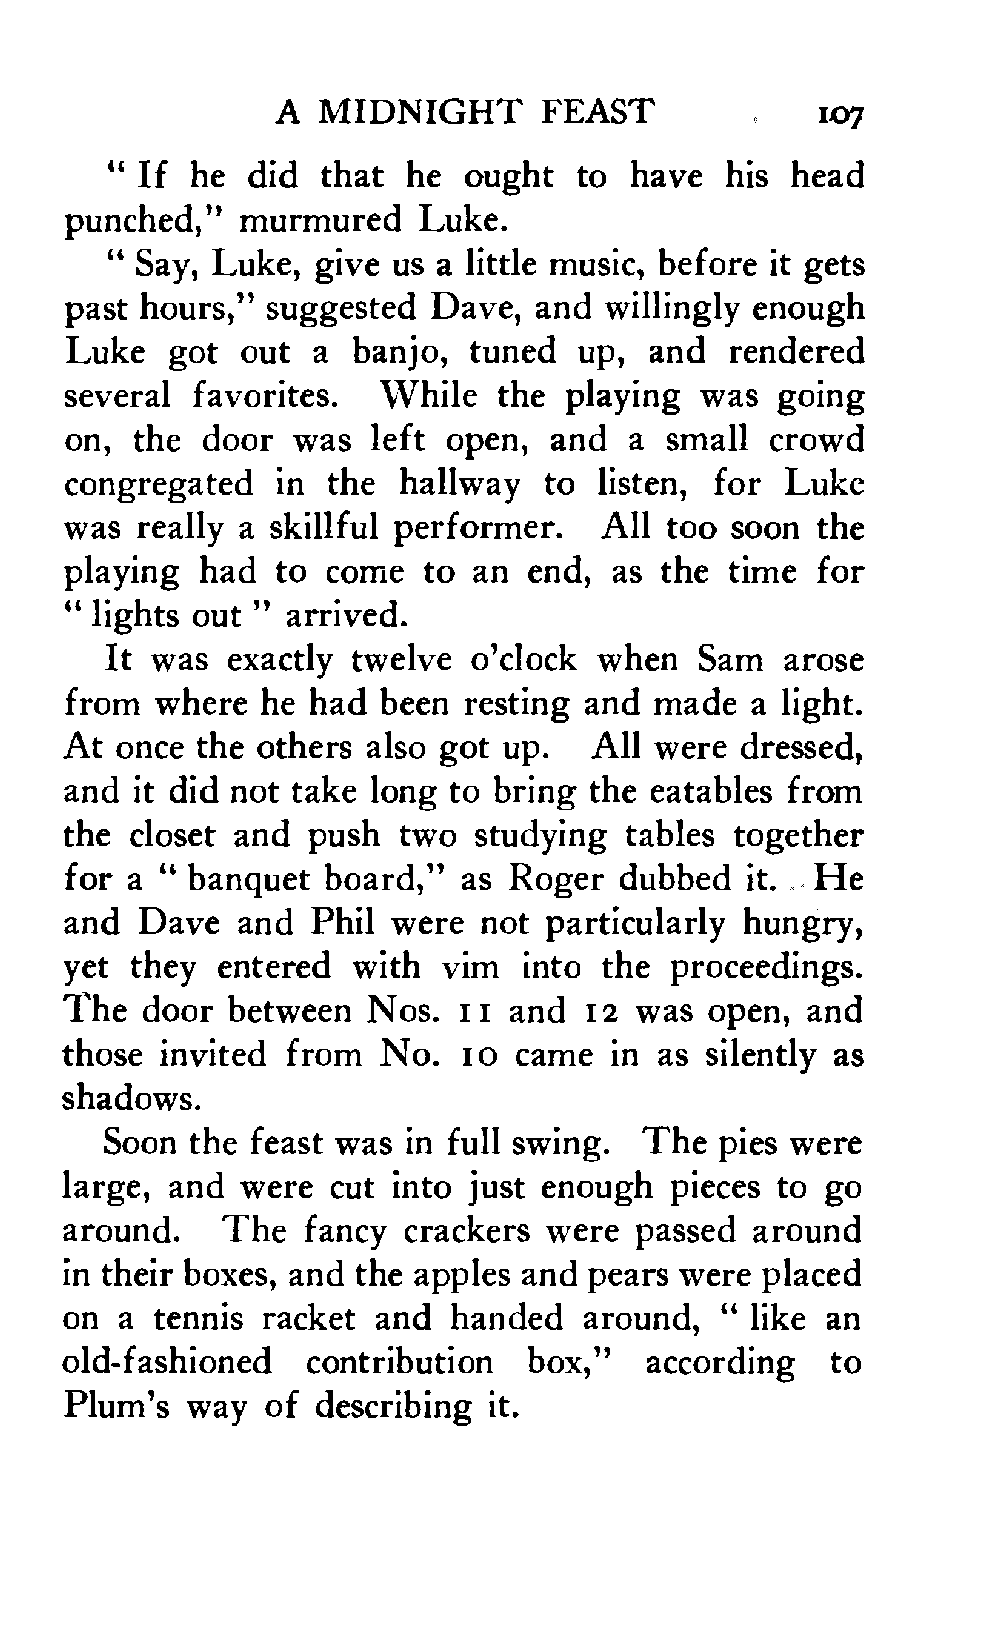 A MIDNIGHT FEAST 107
" If he did that he ought to have his head
punched," murmured Luke.
" Say, Luke, give us a little music, before it gets
past hours," suggested Dave, and willingly enough
Luke got out a banjo, tuned up, and rendered
several favorites. While the playing was going
on, the door was left open, and a small crowd
congregated in the hallway to listen, for Luke
was really a skillful performer. All too soon the
playing had to come to an end, as the time for
" lights out " arrived.
It was exactly twelve o'clock when Sam arose
from where he had been resting and made a light.
At once the others also got up. All were dressed,
and it did not take long to bring the eatables from
the closet and push two studying tables together
for a " banquet board," as Roger dubbed it. He
and Dave and Phil were not particularly hungry,
yet they entered with vim into the proceedings.
The door between Nos. 11 and 12 was open, and
those invited from No. 10 came in as silently as
shadows.
Soon the feast was in full swing. The pies were
large, and were cut into just enough pieces to go
around. The fancy crackers were passed around
in their boxes, and the apples and pears were placed
on a tennis racket and handed around, " like an
old-fashioned contribution box," according to
Plum's way of describing it.